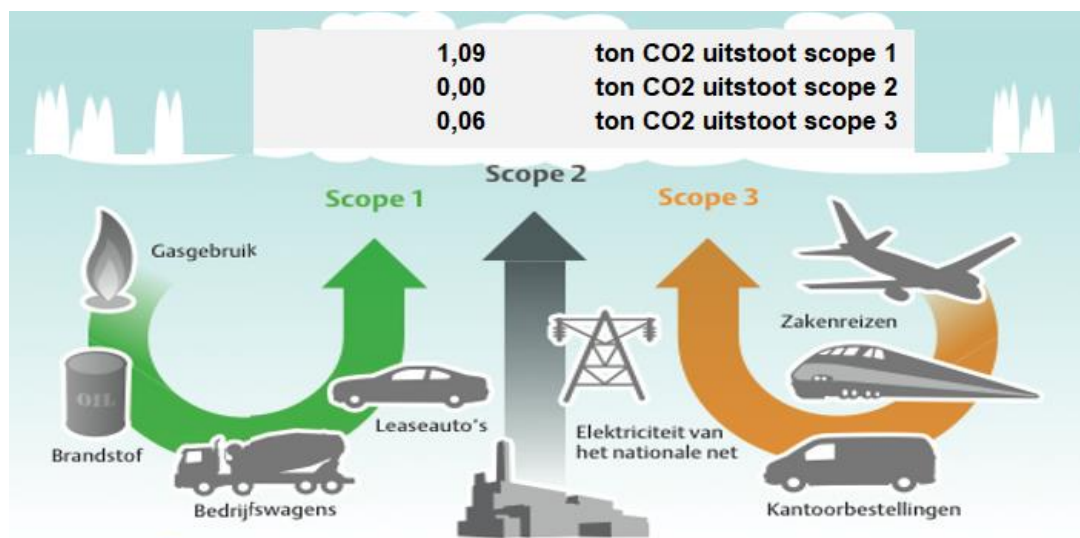 1,09 ton CO2 uitstoot scope 1
0,00 ton CO2 uitstoot scope 2
0,06 ton CO2 uitstoot scope 3
Scope 1
Scope 2
Scope 3
Gasgebruik
Zakenreizen
OIL
Brandstof
Leaseauto's
Elektriciteit van
het nationale net
Bedrijfswagens
Kantoorbestellingen